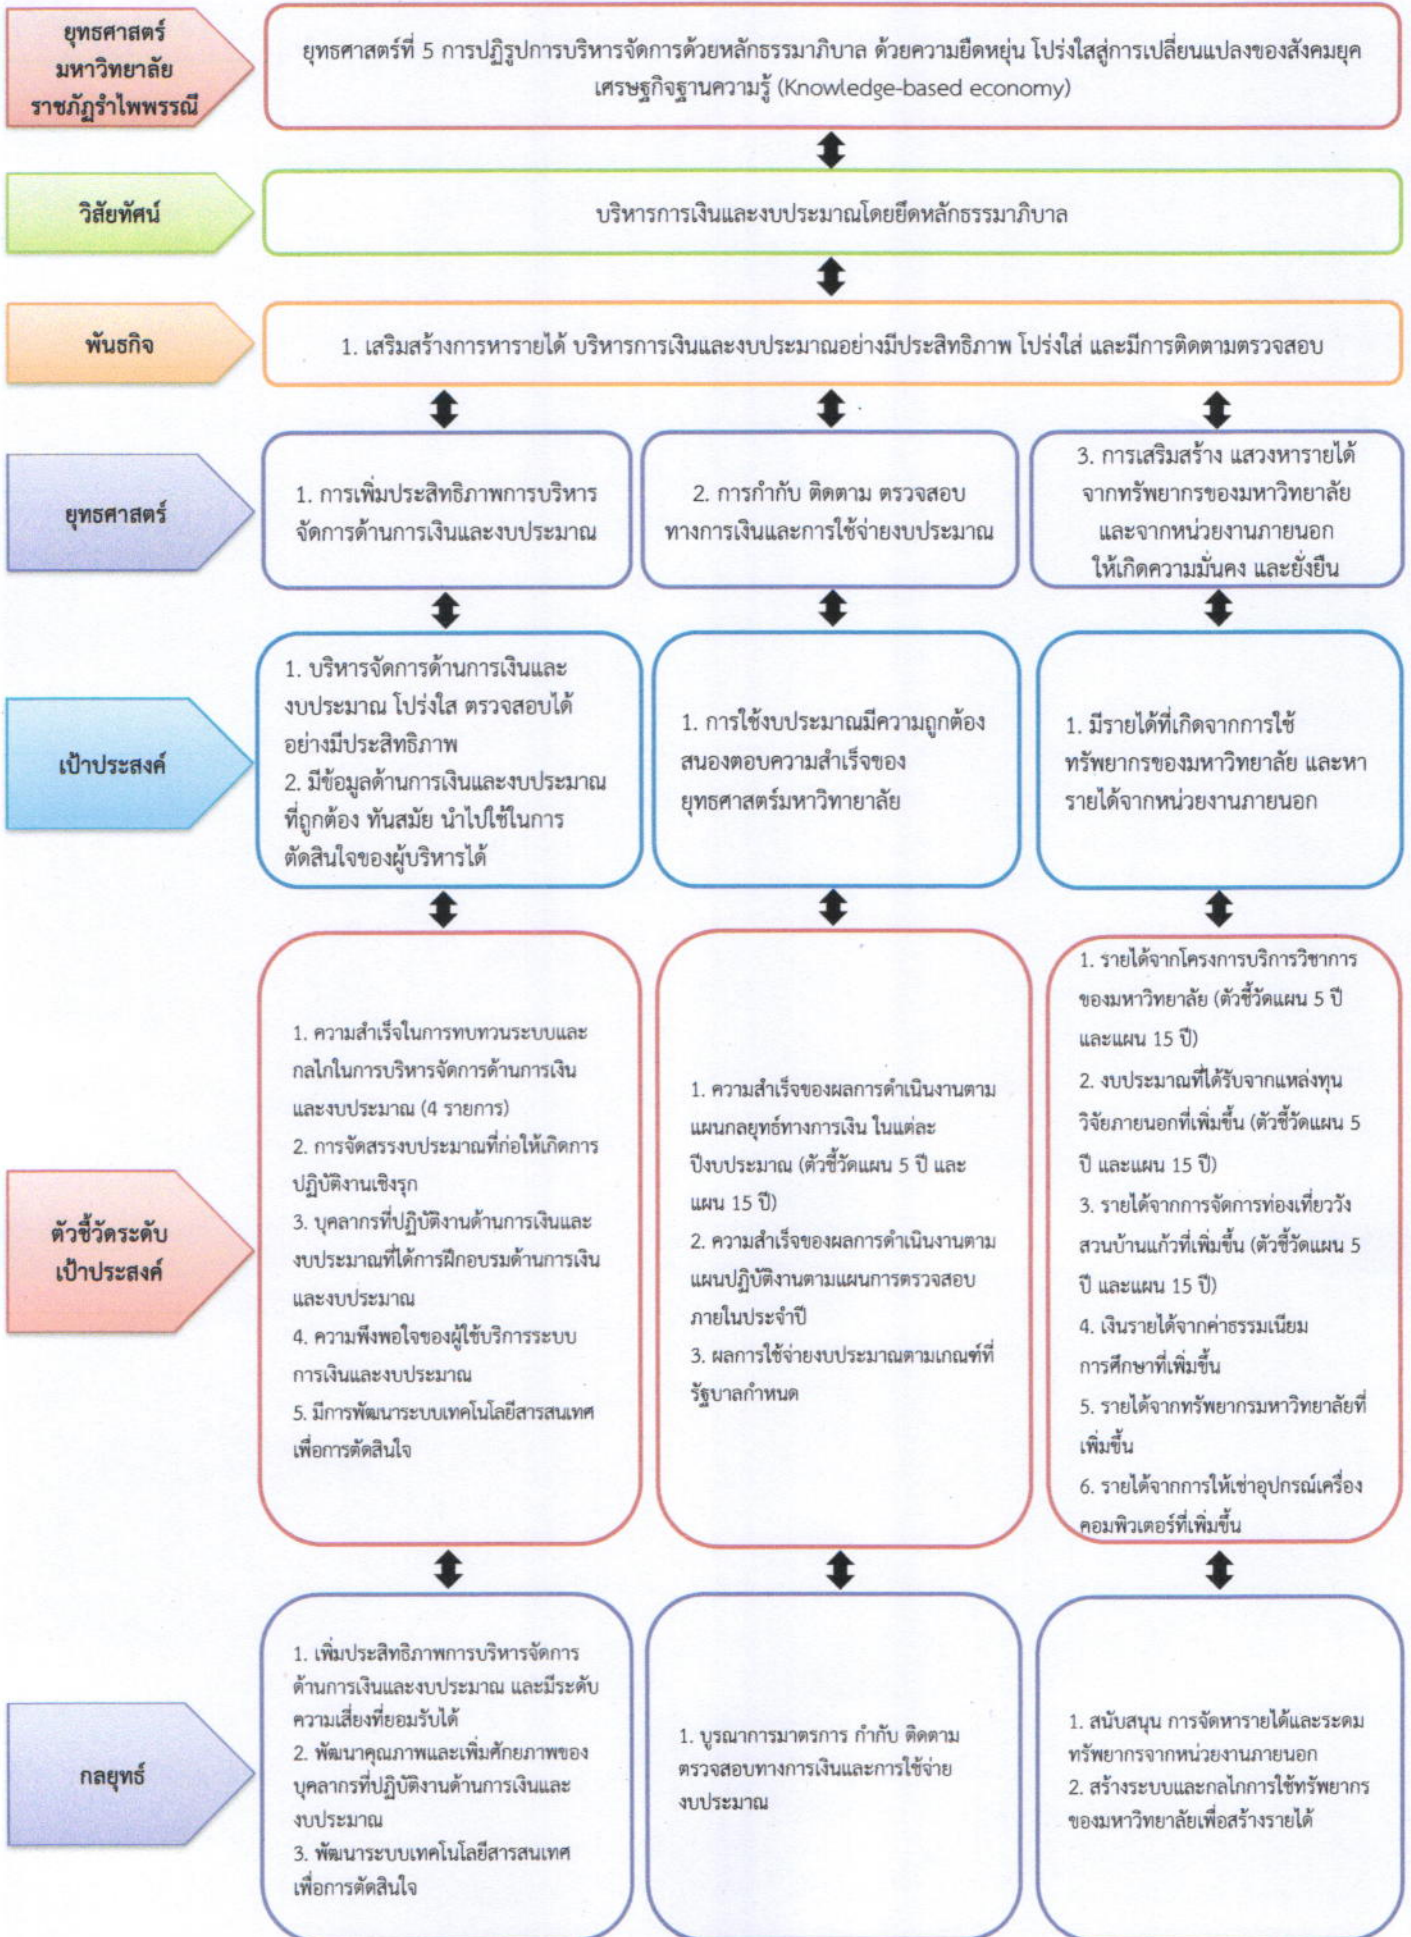 ยุทธศาสตร์
มหาวิทยาลัย
ราชภัฏรำไพพรรณี
ยุทธศาสตร์ที่ 5 การปฏิรูปการบริหารจัดการด้วยหลักธรรมาภิบาล ด้วยความยืดหยุ่น โปร่งใสสู่การเปลี่ยนแปลงของสังคมยุค
เศรษฐกิจฐานความรู้ (Knowledge-based economy)
วิสัยทัศน์
บริหารการเงินและงบประมาณโดยยึดหลักธรรมาภิบาล
พันธกิจ
1. เสริมสร้างการหารายได้ บริหารการเงินและงบประมาณอย่างมีประสิทธิภาพ โปร่งใส่ และมีการติดตามตรวจสอบ
ยุทธศาสตร์
1. การเพิ่มประสิทธิภาพการบริหาร
จัดการด้านการเงินและงบประมาณ
2. การกำกับ ติดตาม ตรวจสอบ
ทางการเงินและการใช้จ่ายงบประมาณ
3. การเสริมสร้าง แสวงหารายได้
จากทรัพยากรของมหาวิทยาลัย
และจากหน่วยงานภายนอก
ให้เกิดความมั่นคง และยั่งยืน
เป้าประสงค์
1. บริหารจัดการด้านการเงินและ
งบประมาณ โปร่งใส ตรวจสอบได้
อย่างมีประสิทธิภาพ
2. มีข้อมูลด้านการเงินและงบประมาณ
ที่ถูกต้อง ทันสมัย นำไปใช้ในการ
ตัดสินใจของผู้บริหารได้
1. การใช้งบประมาณมีความถูกต้อง
สนองตอบความสำเร็จของ
ยุทธศาสตร์มหาวิทายาลัย
1. มีรายได้ที่เกิดจากการใช้
ทรัพยากรของมหาวิทยาลัย และหา
รายได้จากหน่วยงานภายนอก
ตัวชี้วัดระดับ
เป้าประสงค์
1. ความสำเร็จในการทบทวนระบบและ
กลไกในการบริหารจัดการด้านการเงิน
และงบประมาณ (4 รายการ)
2. การจัดสรรงบประมาณที่ก่อให้เกิดการ
ปฏิบัติงานเชิงรุก
3. บุคลากรที่ปฏิบัติงานด้านการเงินและ
งบประมาณที่ได้การฝึกอบรมด้านการเงิน
และงบประมาณ
4. ความพึงพอใจของผู้ใช้บริการระบบ
การเงินและงบประมาณ
5. มีการพัฒนาระบบเทคโนโลยีสารสนเทศ
เพื่อการตัดสินใจ
1. ความสำเร็จของผลการดำเนินงานตาม
แผนกลยุทธ์ทางการเงิน ในแต่ละ
ปีงบประมาณ (ตัวชี้วัดแผน 5 ปี และ
แผน 15 ปี)
2. ความสำเร็จของผลการดำเนินงานตาม
แผนปฏิบัติงานตามแผนการตรวจสอบ
ภายในประจำปี
3. ผลการใช้จ่ายงบประมาณตามเกณฑ์ที่
รัฐบาลกำหนด
1. รายได้จากโครงการบริการวิชาการ
ของมหาวิทยาลัย (ตัวชี้วัดแผน 5 ปี
และแผน 15 ปี)
2. งบประมาณที่ได้รับจากแหล่งทุน
วิจัยภายนอกที่เพิ่มขึ้น (ตัวชี้วัดแผน 5
ปี และแผน 15 ปี)
3. รายได้จากการจัดการท่องเที่ยววัง
สวนบ้านแก้วที่เพิ่มขึ้น (ตัวชี้วัดแผน 5
ปี และแผน 15 ปี)
4. เงินรายได้จากค่าธรรมเนียม
การศึกษาที่เพิ่มขึ้น
5. รายได้จากทรัพยากรมหาวิทยาลัยที่
เพิ่มขึ้น
6. รายได้จากการให้เช่าอุปกรณ์เครื่อง
คอมพิวเตอร์ที่เพิ่มขึ้น
กลยุทธ์
1. เพิ่มประสิทธิภาพการบริหารจัดการ
ด้านการเงินและงบประมาณ และมีระดับ
ความเสี่ยงที่ยอมรับได้
2. พัฒนาคุณภาพและเพิ่มศักยภาพของ
บุคลากรที่ปฏิบัติงานด้านการเงินและ
งบประมาณ
3. พัฒนาระบบเทคโนโลยีสารสนเทศ
เพื่อการตัดสินใจ
1. บูรณาการมาตรการ กำกับ ติดตาม
ตรวจสอบทางการเงินและการใช้จ่าย
งบประมาณ
1. สนับสนุน การจัดหารายได้และระดม
ทรัพยากรจากหน่วยงานภายนอก
2. สร้างระบบและกลไกการใช้ทรัพยากร
ของมหาวิทยาลัยเพื่อสร้างรายได้